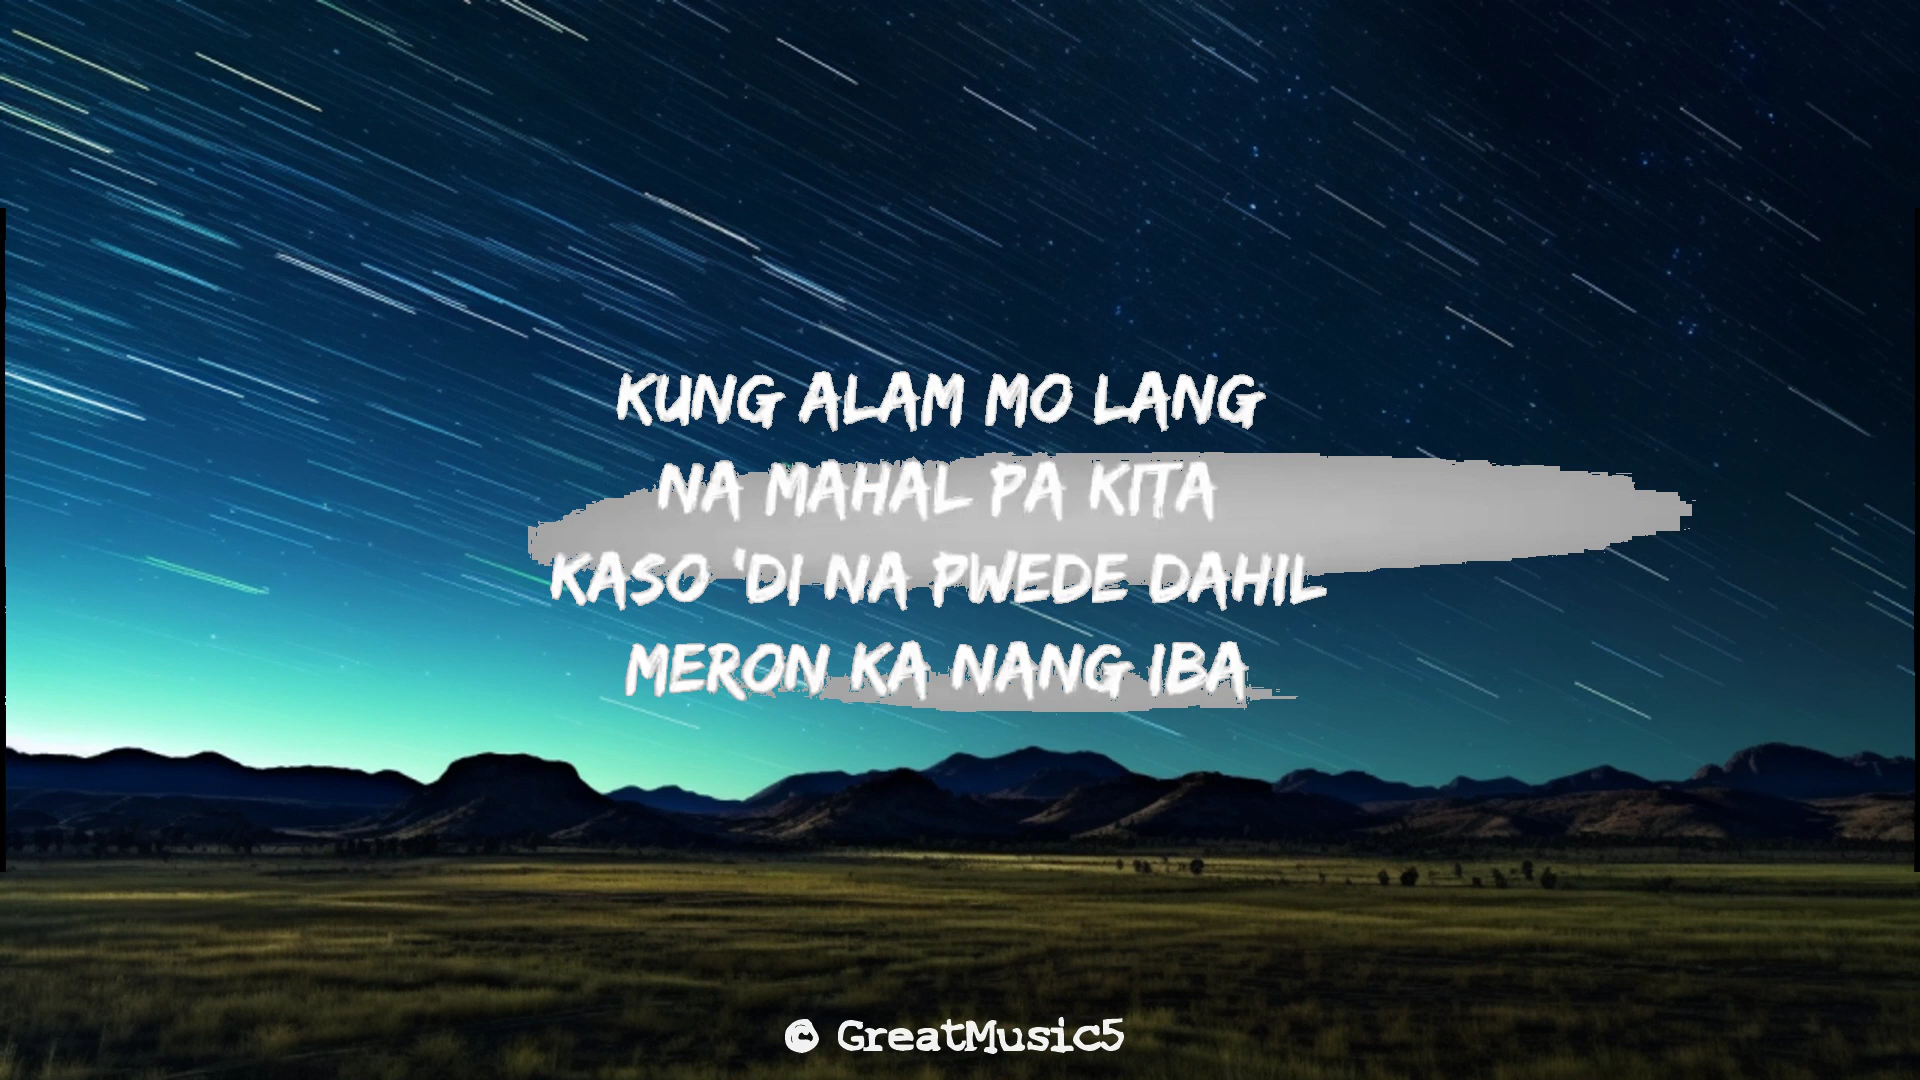 KUNG ALAM MO LANG
NA MAHAL PA KITA
KASO 'DI NA PWEDE DAHIL
MERON KA NANG IBA
© GreatMusic5